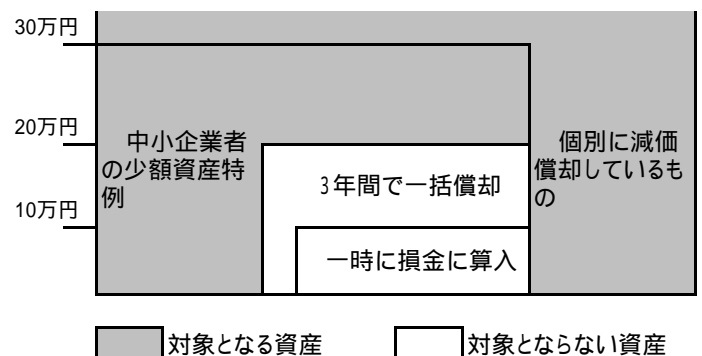 30万円
20万円
10万円
中小企業者
の少額資産特
例
3年間で一括償却
一時に損金に算入
個別に減価
償却しているも
の
対象となる資産
対象とならない資産